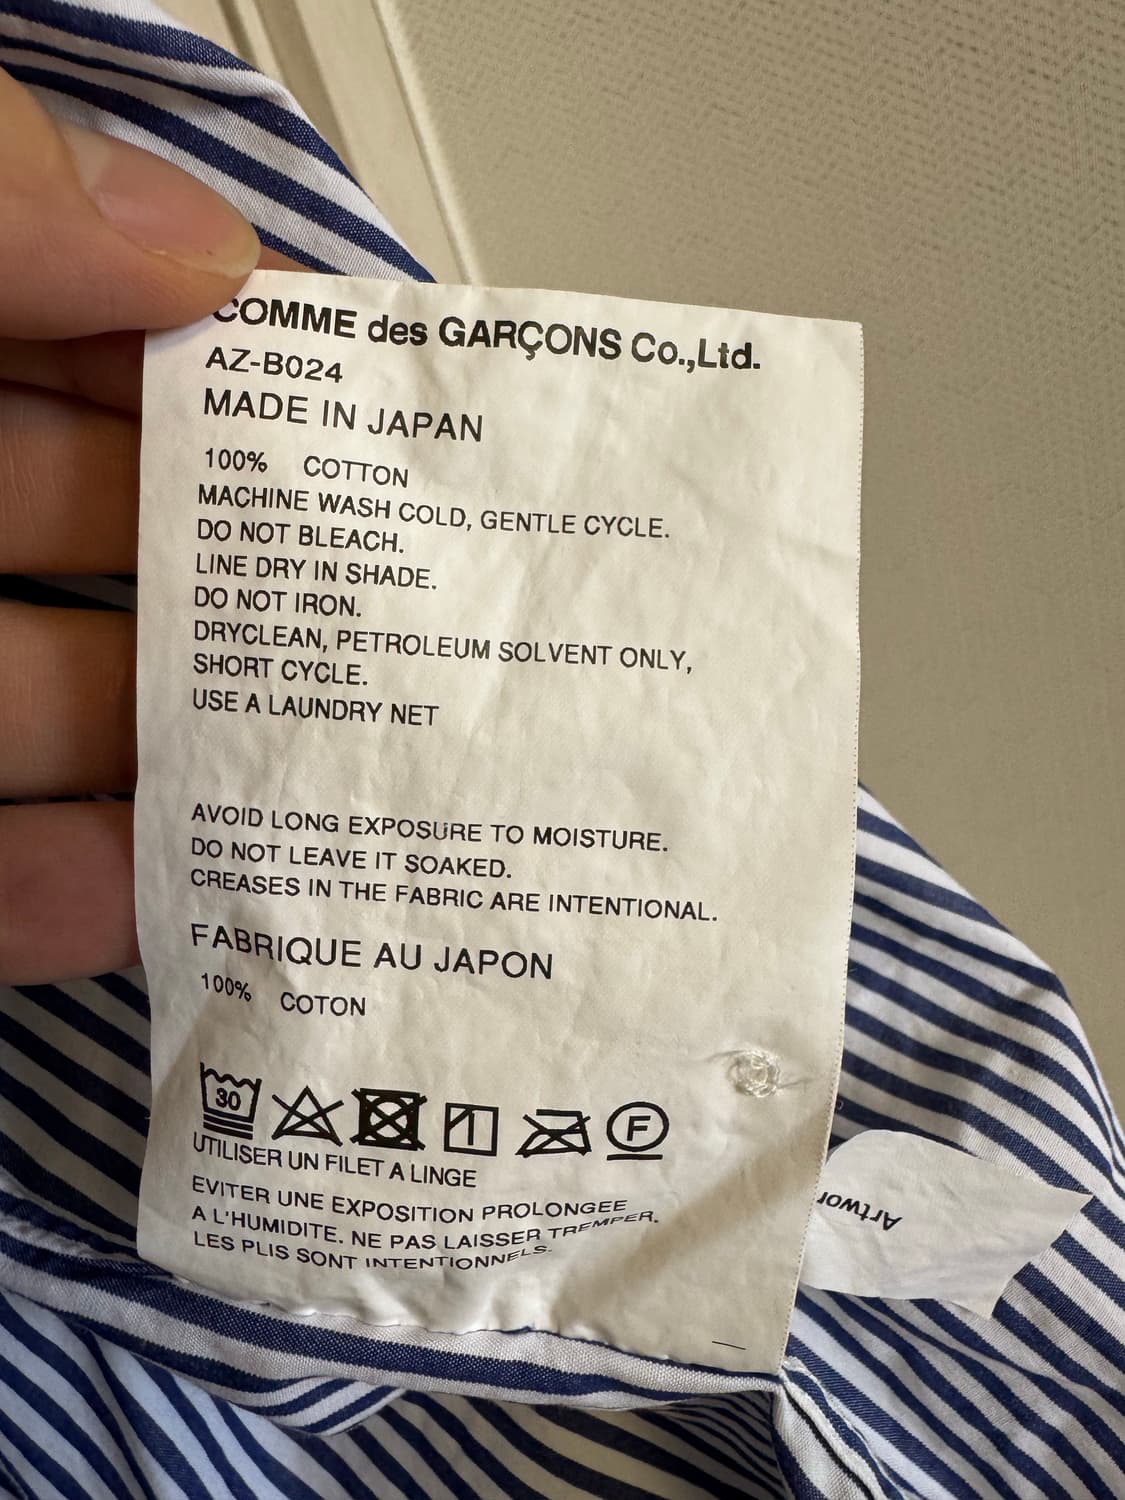 COMME des GARÇONS Co.,Ltd.
AZ-B024
MADE IN JAPAN
100% COTTON
MACHINE WASH COLD, GENTLE CYCLE.
DO NOT BLEACH.
LINE DRY IN SHADE.
DO NOT IRON.
DRYCLEAN, PETROLEUM SOLVENT ONLY,
SHORT CYCLE.
USE A LAUNDRY NET
AVOID LONG EXPOSURE TO MOISTURE.
DO NOT LEAVE IT SOAKED.
CREASES IN THE FABRIC ARE INTENTIONAL.
FABRIQUE AU JAPON
100% COTON
30 F
UTILISER UN FILET A LINGE
EVITER UNE EXPOSITION PROLONGEE
A L'HUMIDITE. NE PAS LAISSER TREMPER.
LES PLIS SONT INTENTIONNELS.